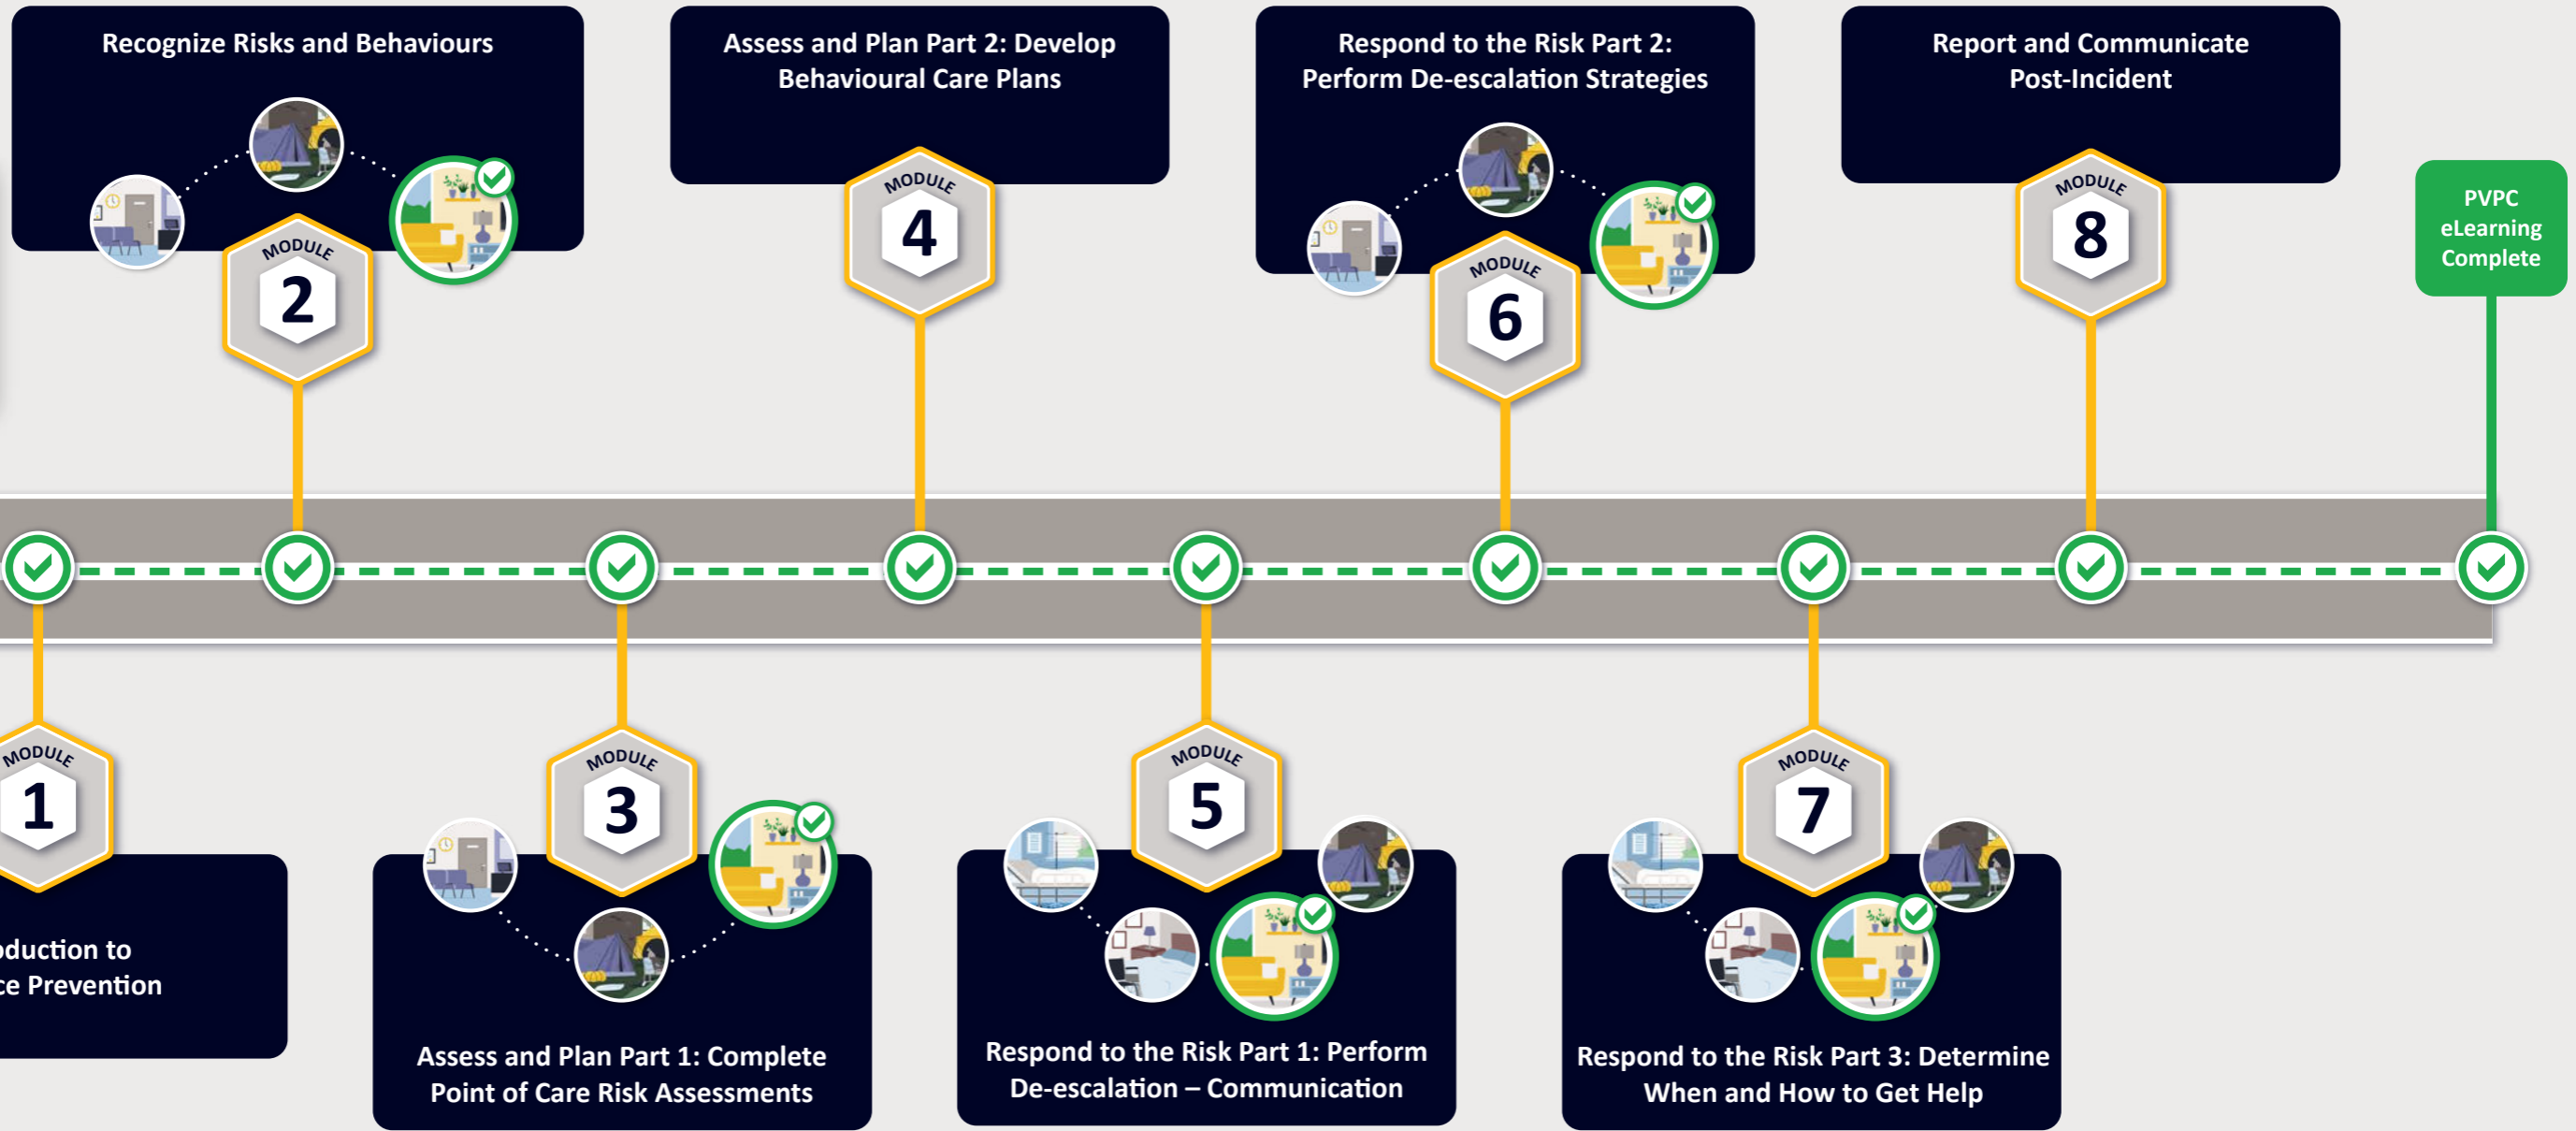 Recognize Risks and Behaviours
MODULE
2
Assess and Plan Part 2: Develop
Behavioural Care Plans
MODULE
4
Respond to the Risk Part 2:
Perform De-escalation Strategies
MODULE
6
Report and Communicate
Post-Incident
MODULE
8
PVPC
eLearning
Complete
MODULE
1
to
Prevention
MODULE
3
Assess and Plan Part 1: Complete
Point of Care Risk Assessments
MODULE
5
Respond to the Risk Part 1: Perform
De-escalation – Communication
MODULE
7
Respond to the Risk Part 3: Determine
When and How to Get Help